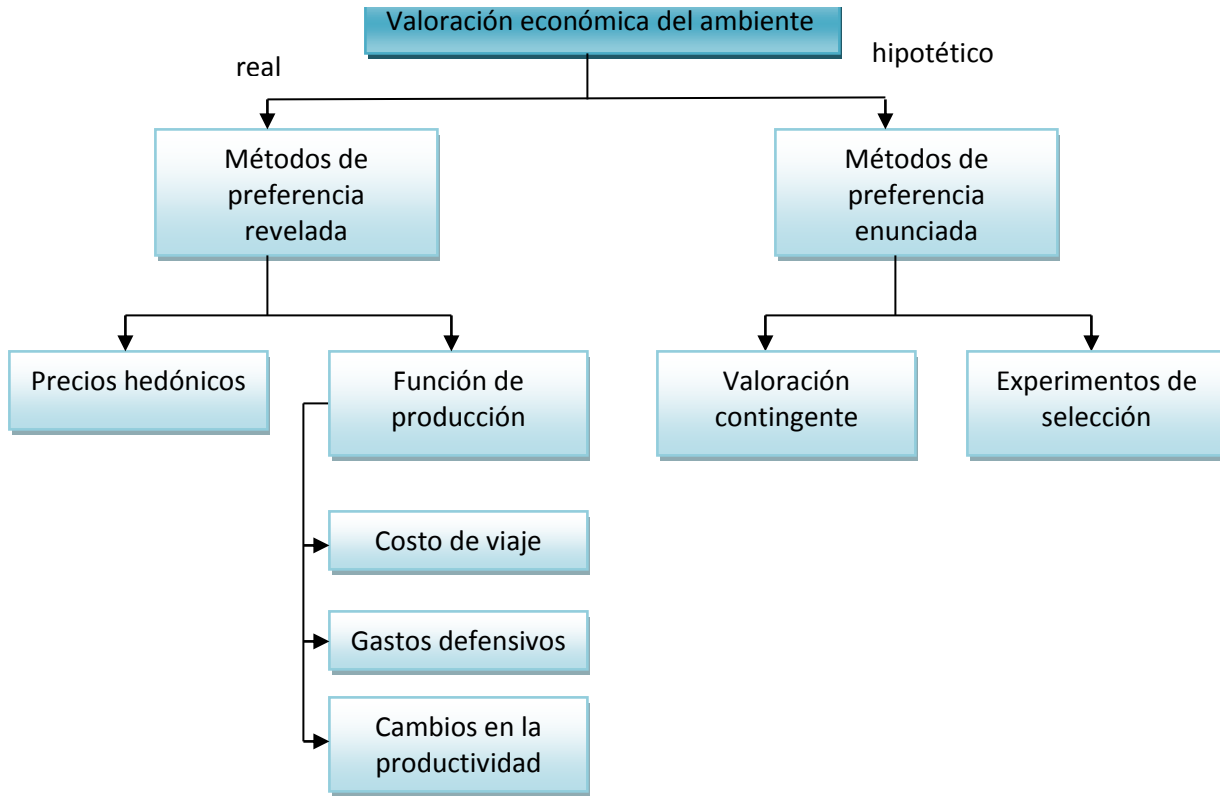 Valoración económica del ambiente
real
hipotético
Métodos de
preferencia
revelada
Métodos de
preferencia
enunciada
Precios hedónicos
Función de
producción
Valoración
contingente
Experimentos de
selección
Costo de viaje
Gastos defensivos
Cambios en la
productividad